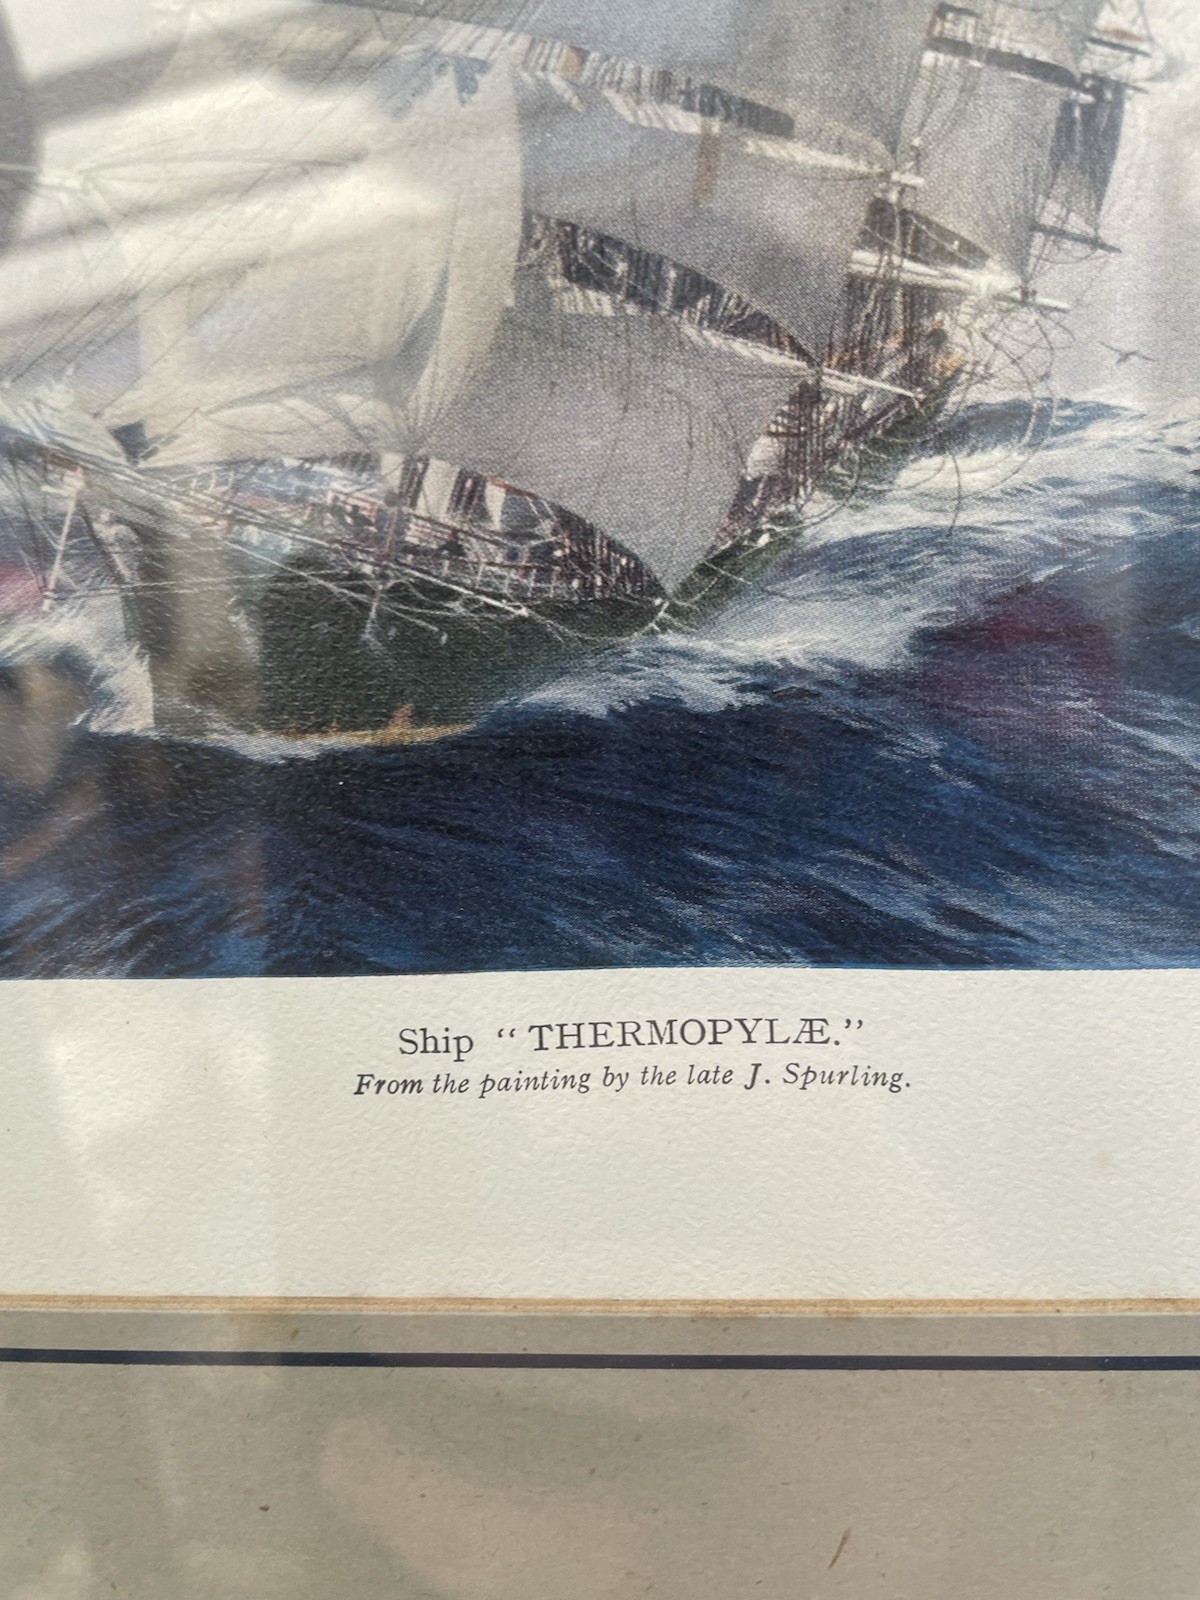 Ship “ THERMOPYLÆ.”
From the painting by the late J. Spurling.